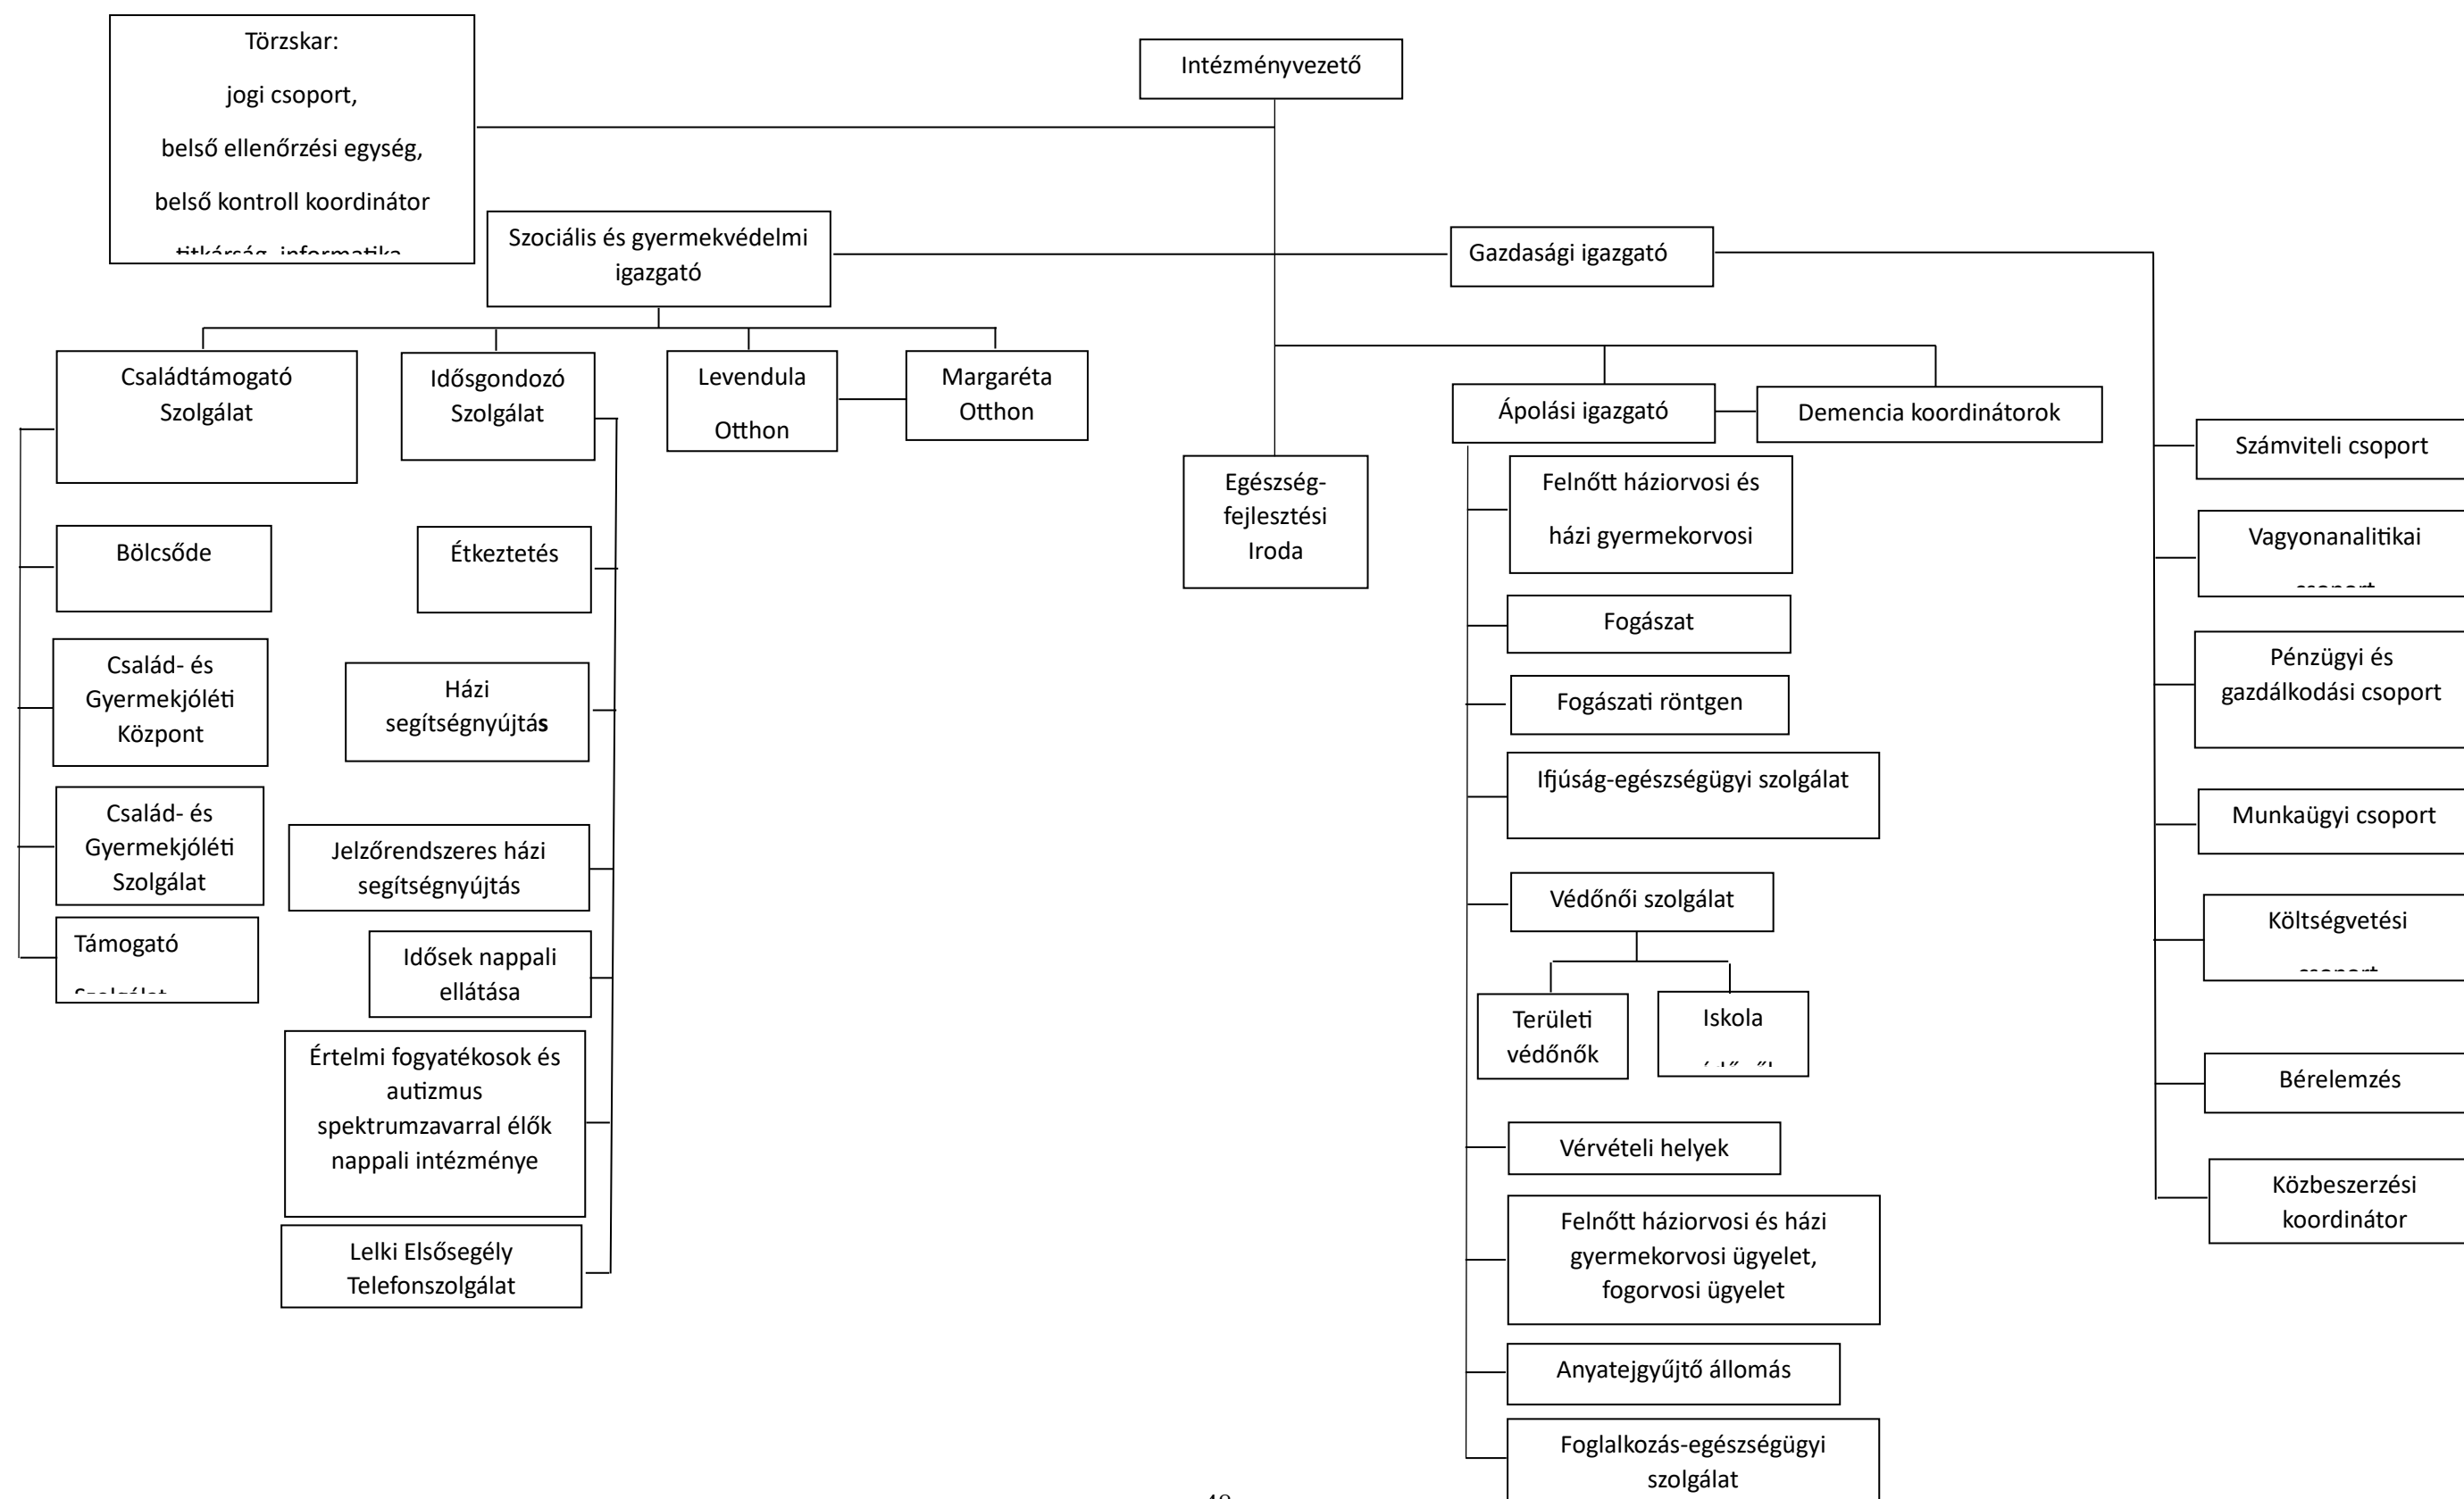 Törzskar:
jogi csoport,
belső ellenőrzési egység,
belső kontroll koordinátor
titkárság, informatika
Intézményvezető
Szociális és gyermekvédelmi
igazgató
Gazdasági igazgató
Családtámogató
Szolgálat
Idősgondozó
Szolgálat
Levendula
Otthon
Margaréta
Otthon
Ápolási igazgató
Demencia koordinátorok
Egészség-
fejlesztési
Iroda
Bölcsőde
Család- és
Gyermekjóléti
Központ
Család- és
Gyermekjóléti
Szolgálat
Támogató
Szolgálat
Étkeztetés
Házi
segítségnyújtás
Jelzőrendszeres házi
segítségnyújtás
Idősek nappali
ellátása
Értelmi fogyatékosok és
autizmus
spektrumzavarral élők
nappali intézménye
Lelki Elsősegély
Telefonszolgálat
Felnőtt háziorvosi és
házi gyermekorvosi
Fogászat
Fogászati röntgen
Ifjúság-egészségügyi szolgálat
Védőnői szolgálat
Területi
védőnők
Iskola
Vérvételi helyek
Felnőtt háziorvosi és házi
gyermekorvosi ügyelet,
fogorvosi ügyelet
Anyatejgyűjtő állomás
Foglalkozás-egészségügyi
szolgálat
Számviteli csoport
Vagyonanalitikai
csoport
Pénzügyi és
gazdálkodási csoport
Munkaügyi csoport
Költségvetési
csoport
Bérelemzés
Közbeszerzési
koordinátor